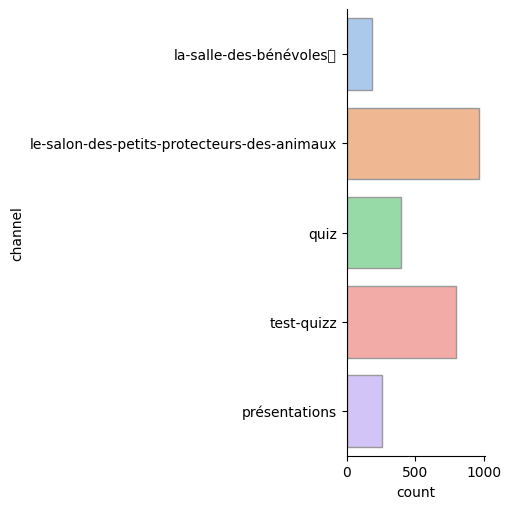 la-salle-des-bénévoles
le-salon-des-petits-protecteurs-des-animaux
quiz
test-quizz
présentations
channel
0 500 1000
count